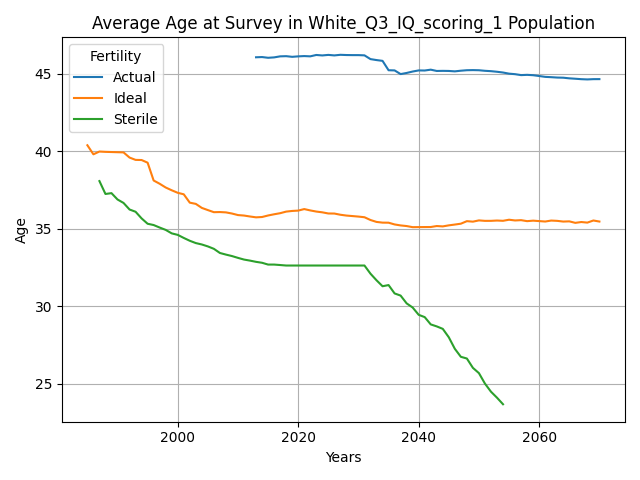 Average Age at Survey in White_Q3_IQ_scoring_1 Population
Fertility
Actual
Ideal
Sterile
Age
45
40
35
30
25
2000 2020 2040 2060
Years